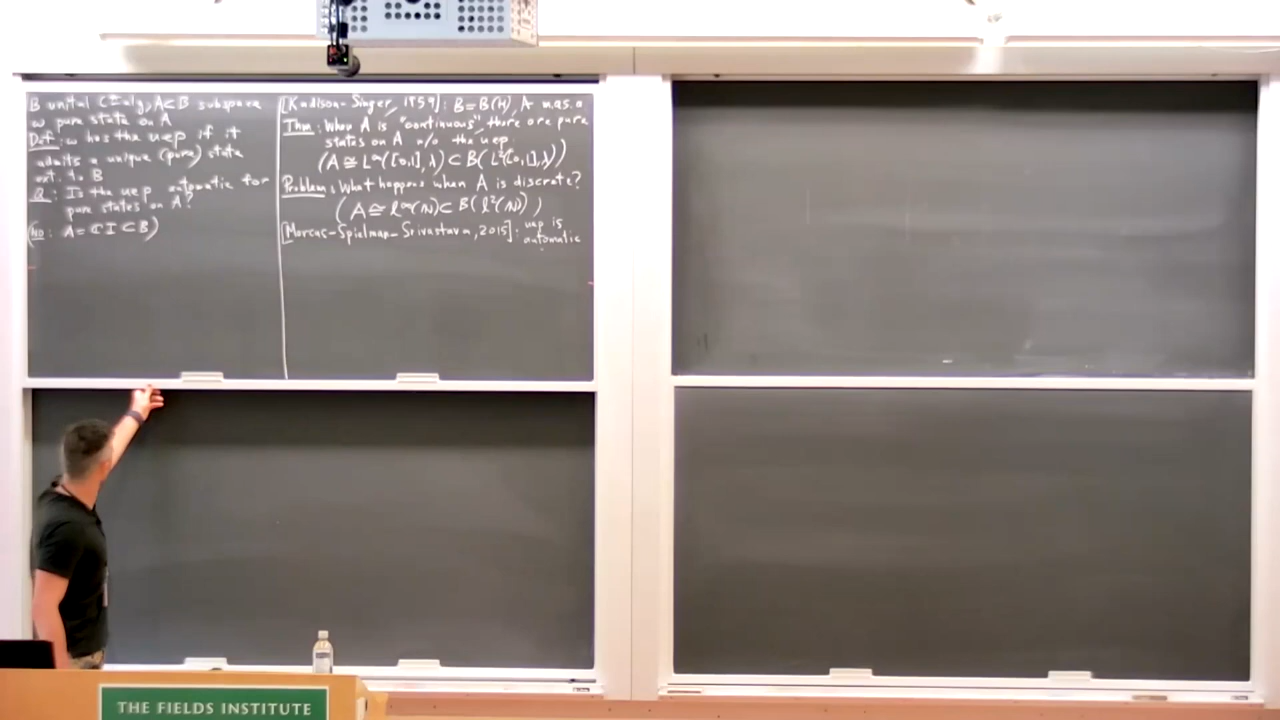 B unital C*-alg, A⊂B subspace
ω pure state on A
Def: ω has the uep if it
admits a unique (pure) state
ext. to B
Q: Is the uep automatic for
pure states on A?
(No: A = ℂI ⊂ B)
[Kadison-Singer, 1959]: B=B(H), A m.a.s.a
Thm: When A is "continuous", there are pure
states on A w/o the uep
(A ≅ L^∞([0,1], λ) ⊂ B(L²([0,1], λ))
Problem: What happens when A is discrete?
(A ≅ ℓ^∞(ℕ) ⊂ B(ℓ²(ℕ)))
[Marcus-Spielman-Srivastava, 2015]: uep is
automatic
THE FIELDS INSTITUTE